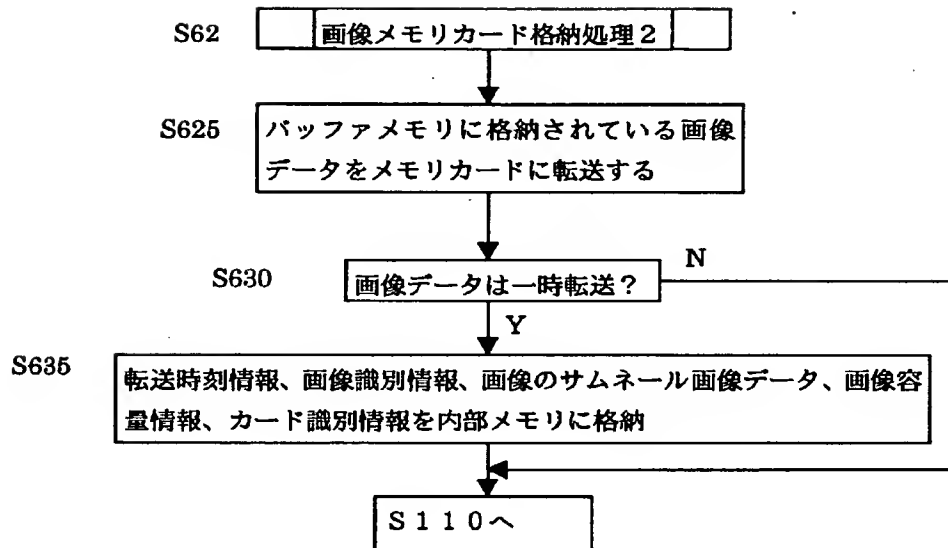 S62 画像メモリカード格納処理２
S625 バッファメモリに格納されている画像
データをメモリカードに転送する
S630 画像データは一時転送？ N
Y
S635 転送時刻情報、画像識別情報、画像のサムネール画像データ、画像容
量情報、カード識別情報を内部メモリに格納
Ｓ１１０へ